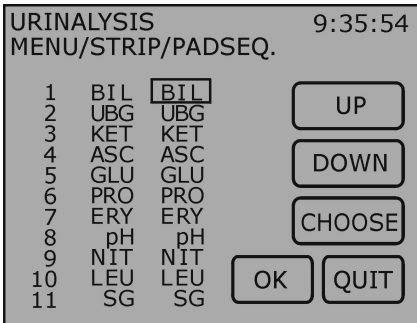 URINALYSIS 9:35:54
MENU/STRIP/PADSEQ.
1 BIL BIL
2 UBG UBG
3 KET KET
4 ASC ASC
5 GLU GLU
6 PRO PRO
7 ERY ERY
8 pH pH
9 NIT NIT
10 LEU LEU
11 SG SG
UP
DOWN
CHOOSE
OK QUIT